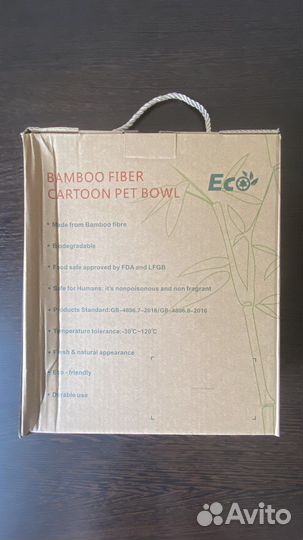 BAMBOO FIBER
CARTOON PET BOWL
Eco
• Made from Bamboo fibre
• Biodegradable
• Food safe approved by FDA and LFGB
• Safe for Humans: it's nonpoisonous and non fragrant
• Products Standard:GB-4806.7-2016/GB-4806.6-2016
• Temperature tolerance:-30℃~120℃
• Fresh & natural appearance
• Eco - friendly
• Durable use
Avito